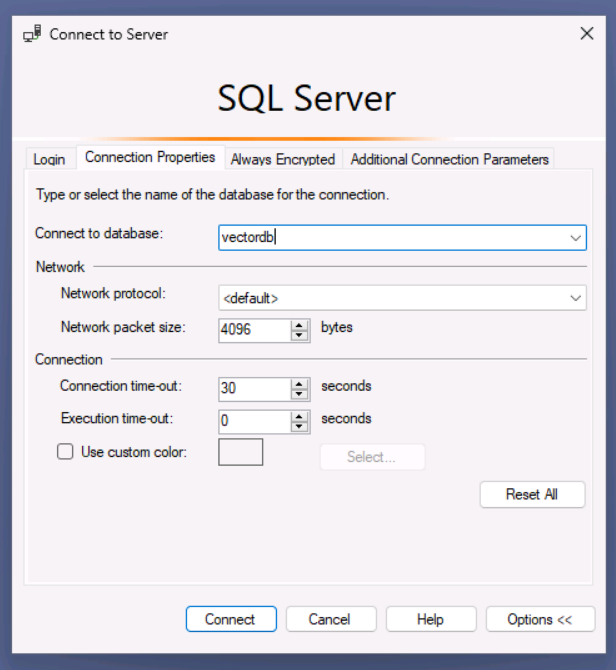 Connect to Server
SQL Server
Login Connection Properties Always Encrypted Additional Connection Parameters
Type or select the name of the database for the connection.
Connect to database: vectordb
Network
Network protocol: <default>
Network packet size: 4096 bytes
Connection
Connection time-out: 30 seconds
Execution time-out: 0 seconds
Use custom color: Select...
Reset All
Connect Cancel Help Options <<